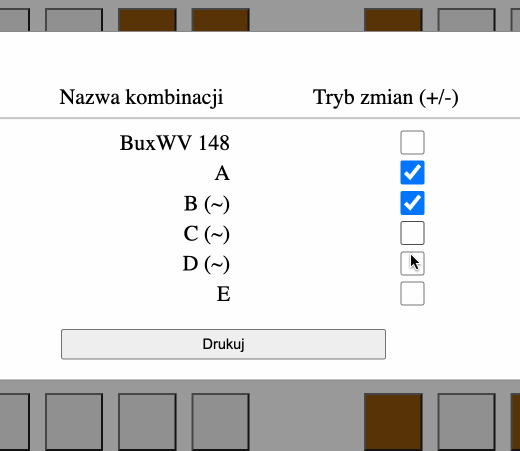 Nazwa kombinacji Tryb zmian (+/-)
BuxWV 148
A
B (~)
C (~)
D (~)
E
Drukuj